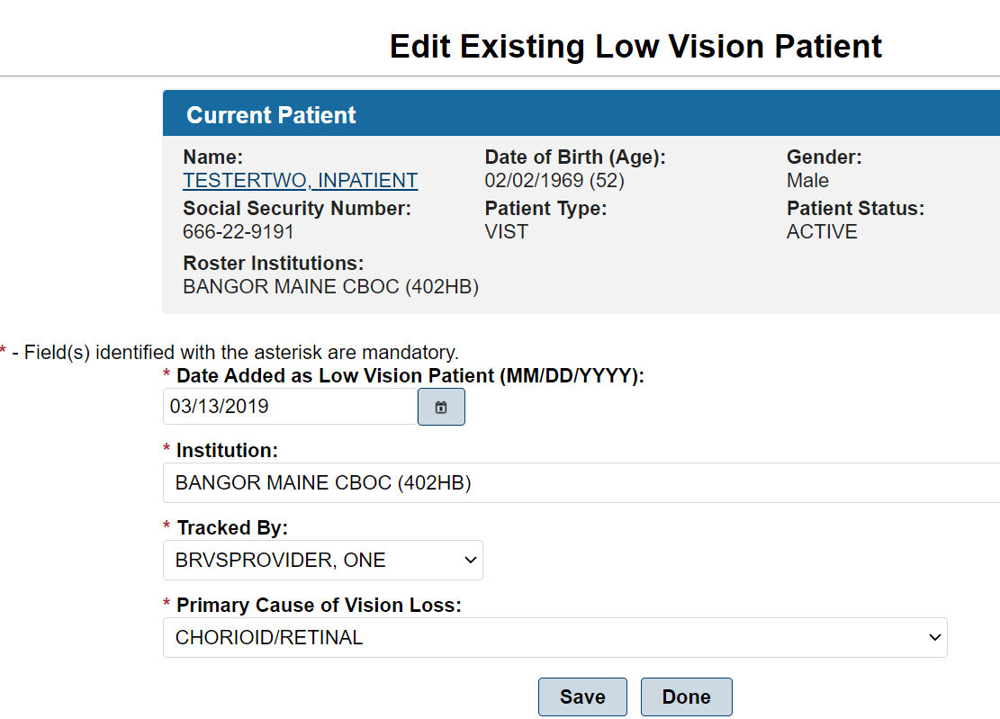 Edit Existing Low Vision Patient
Current Patient
Name: Date of Birth (Age): Gender:
TESTERTWO, INPATIENT 02/02/1969 (52) Male
Social Security Number: Patient Type: Patient Status:
666-22-9191 VIST ACTIVE
Roster Institutions:
BANGOR MAINE CBOC (402HB)
* - Field(s) identified with the asterisk are mandatory.
* Date Added as Low Vision Patient (MM/DD/YYYY):
03/13/2019
* Institution:
BANGOR MAINE CBOC (402HB)
* Tracked By:
BRVSPROVIDER, ONE
* Primary Cause of Vision Loss:
CHORIOID/RETINAL
Save Done